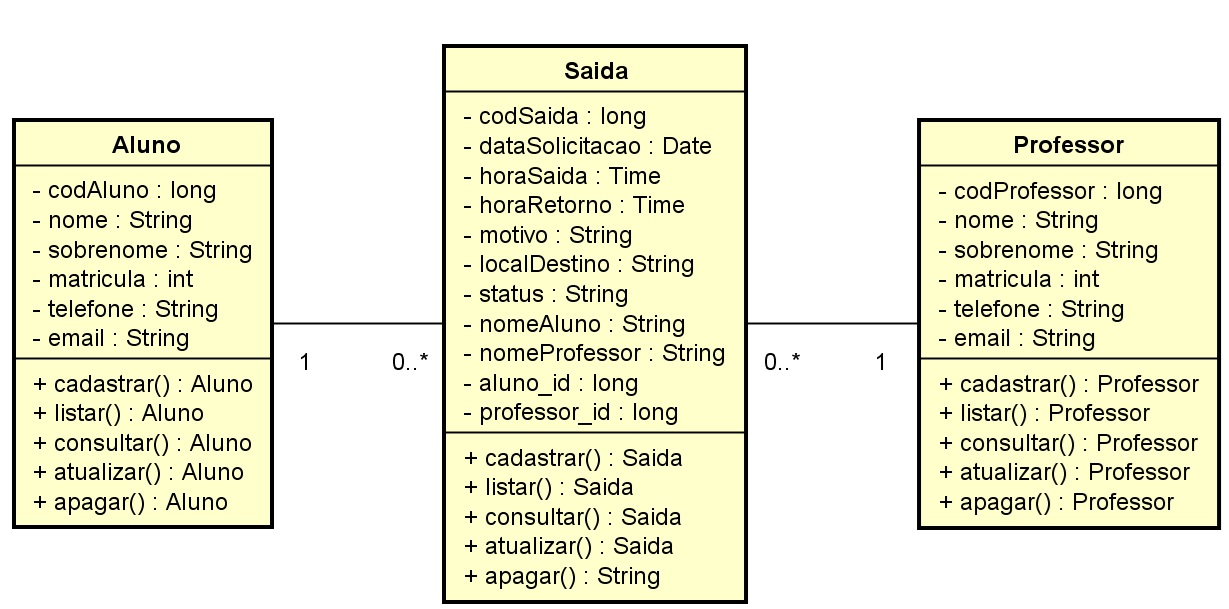 Aluno
- codAluno : long
- nome : String
- sobrenome : String
- matricula : int
- telefone : String
- email : String
+ cadastrar() : Aluno
+ listar() : Aluno
+ consultar() : Aluno
+ atualizar() : Aluno
+ apagar() : Aluno
1
0..*
Saida
- codSaida : long
- dataSolicitacao : Date
- horaSaida : Time
- horaRetorno : Time
- motivo : String
- localDestino : String
- status : String
- nomeAluno : String
- nomeProfessor : String
- aluno_id : long
- professor_id : long
+ cadastrar() : Saida
+ listar() : Saida
+ consultar() : Saida
+ atualizar() : Saida
+ apagar() : String
0..*
1
Professor
- codProfessor : long
- nome : String
- sobrenome : String
- matricula : int
- telefone : String
- email : String
+ cadastrar() : Professor
+ listar() : Professor
+ consultar() : Professor
+ atualizar() : Professor
+ apagar() : Professor